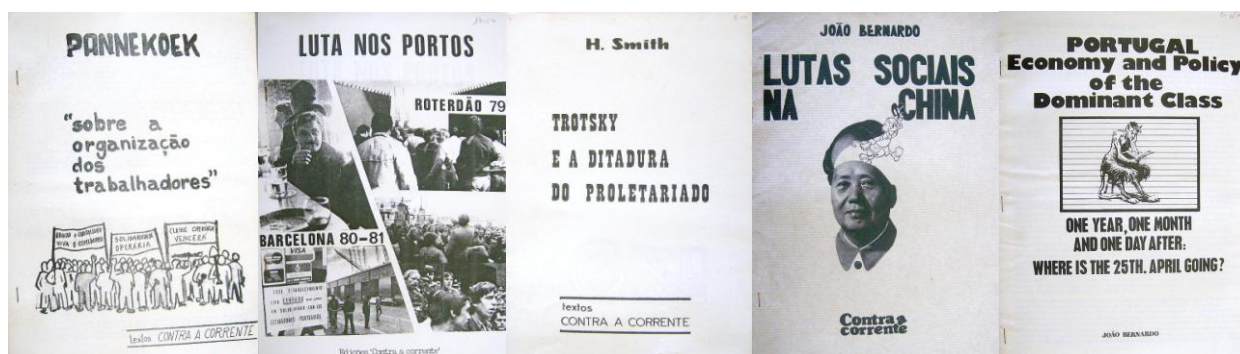 PANNEKOEK
"sobre a
organização
dos
trabalhadores"
SOLIDARIEDADE
OPERÁRIA
CLASSE OPERÁRIA
VENCERÁ
textos CONTRA A CORRENTE
LUTA NOS PORTOS
ROTERDÃO 79
BARCELONA 80-81
VISA
Edições 'Contra a corrente'
H. Smith
TROTSKY
E A DITADURA
DO PROLETARIADO
textos
CONTRA A CORRENTE
JOÃO BERNARDO
LUTAS SOCIAIS
NA CHINA
Contra a
corrente
PORTUGAL
Economy and Policy
of the
Dominant Class
ONE YEAR, ONE MONTH
AND ONE DAY AFTER:
WHERE IS THE 25TH. APRIL GOING?
JOÃO BERNARDO